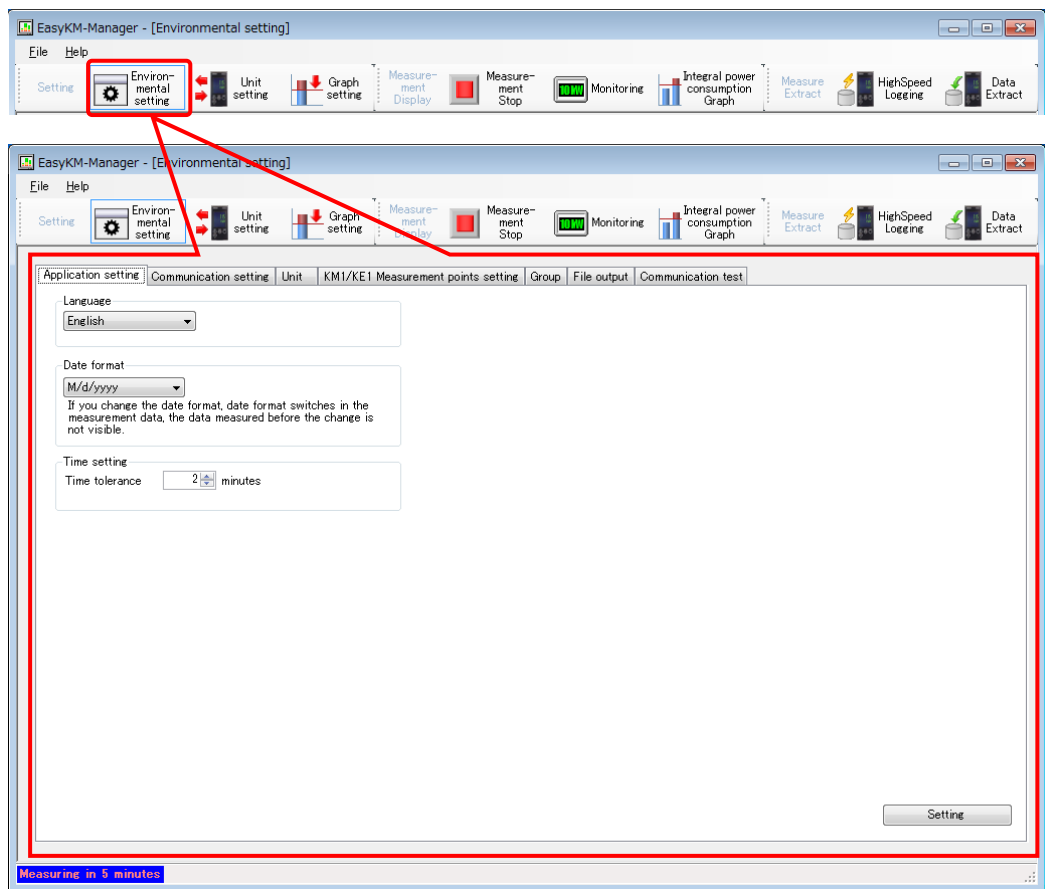 EasyKM-Manager - [Environmental setting]
File Help
Setting
Environ-
mental
setting
Unit
setting
Graph
setting
Measure-
ment
Display
Measure-
ment
Stop
Monitoring
Integral power
consumption
Graph
Measure
Extract
HighSpeed
Logging
Data
Extract
EasyKM-Manager - [Environmental setting]
File Help
Setting
Environ-
mental
setting
Unit
setting
Graph
setting
Measure-
ment
Display
Measure-
ment
Stop
10 kW
Monitoring
Integral power
consumption
Graph
Measure
Extract
HighSpeed
Logging
Data
Extract
Application setting Communication setting Unit KM1/KE1 Measurement points setting Group File output Communication test
Language
English
Date format
M/d/yyyy
If you change the date format, date format switches in the
measurement data, the data measured before the change is
not visible.
Time setting
Time tolerance 2 minutes
Setting
Measuring in 5 minutes